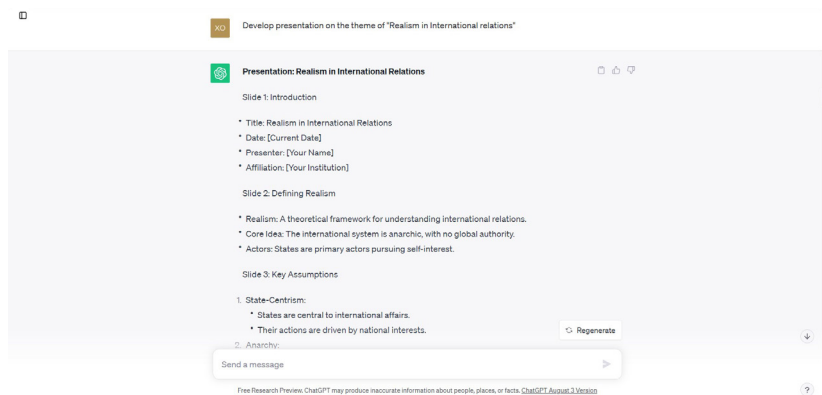 XO
Develop presentation on the theme of "Realism in International relations"
Presentation: Realism in International Relations
Slide 1: Introduction
• Title: Realism in International Relations
• Date: [Current Date]
• Presenter: [Your Name]
• Affiliation: [Your Institution]
Slide 2: Defining Realism
• Realism: A theoretical framework for understanding international relations.
• Core Idea: The international system is anarchic, with no global authority.
• Actors: States are primary actors pursuing self-interest.
Slide 3: Key Assumptions
1. State-Centrism:
• States are central to international affairs.
• Their actions are driven by national interests.
Regenerate
2. Anarchy:
Send a message
Free Research Preview. ChatGPT may produce inaccurate information about people, places, or facts. ChatGPT August 3 Version
?